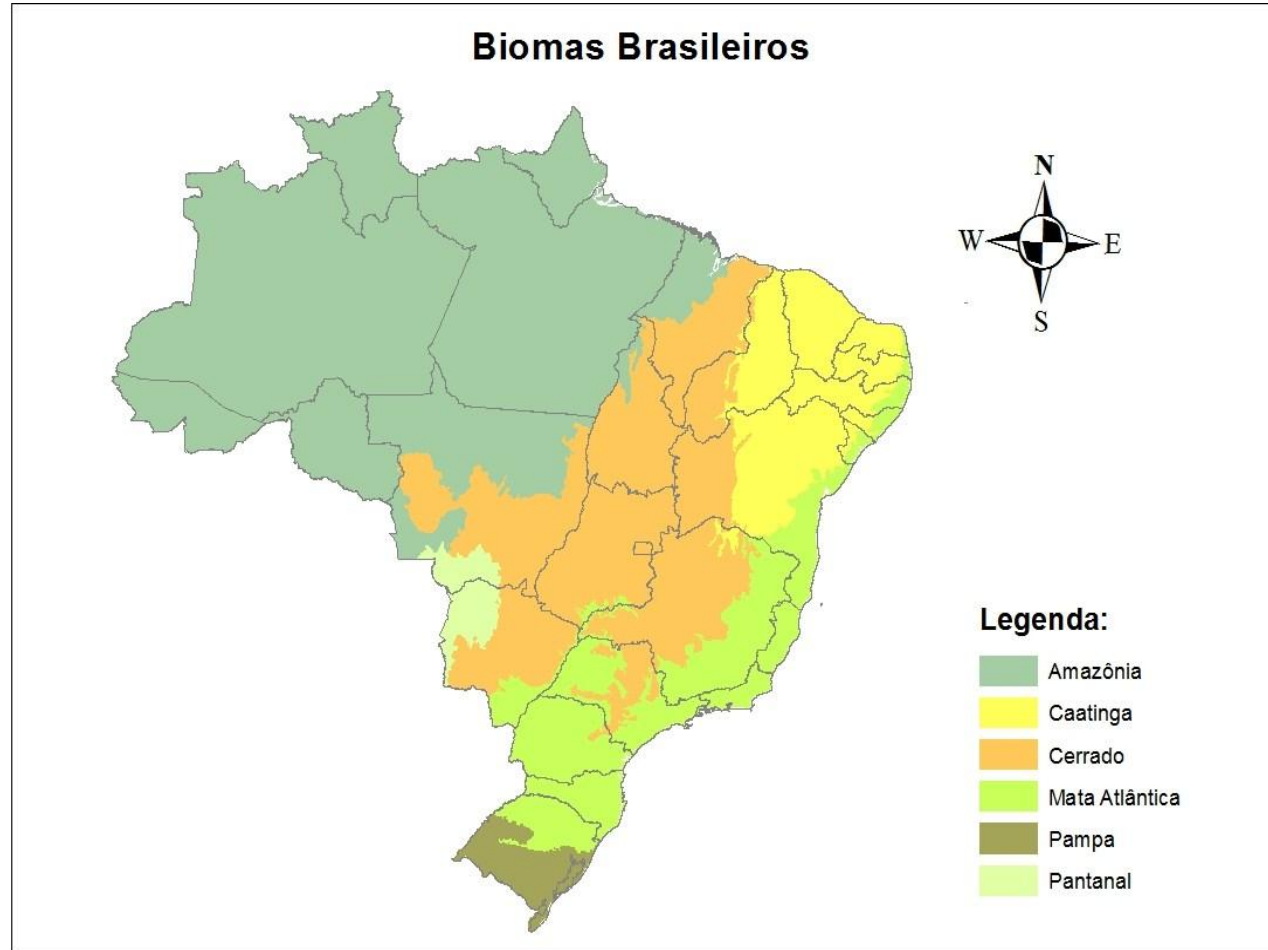 Biomas Brasileiros
N
W
E
S
Legenda:
Amazônia
Caatinga
Cerrado
Mata Atlântica
Pampa
Pantanal